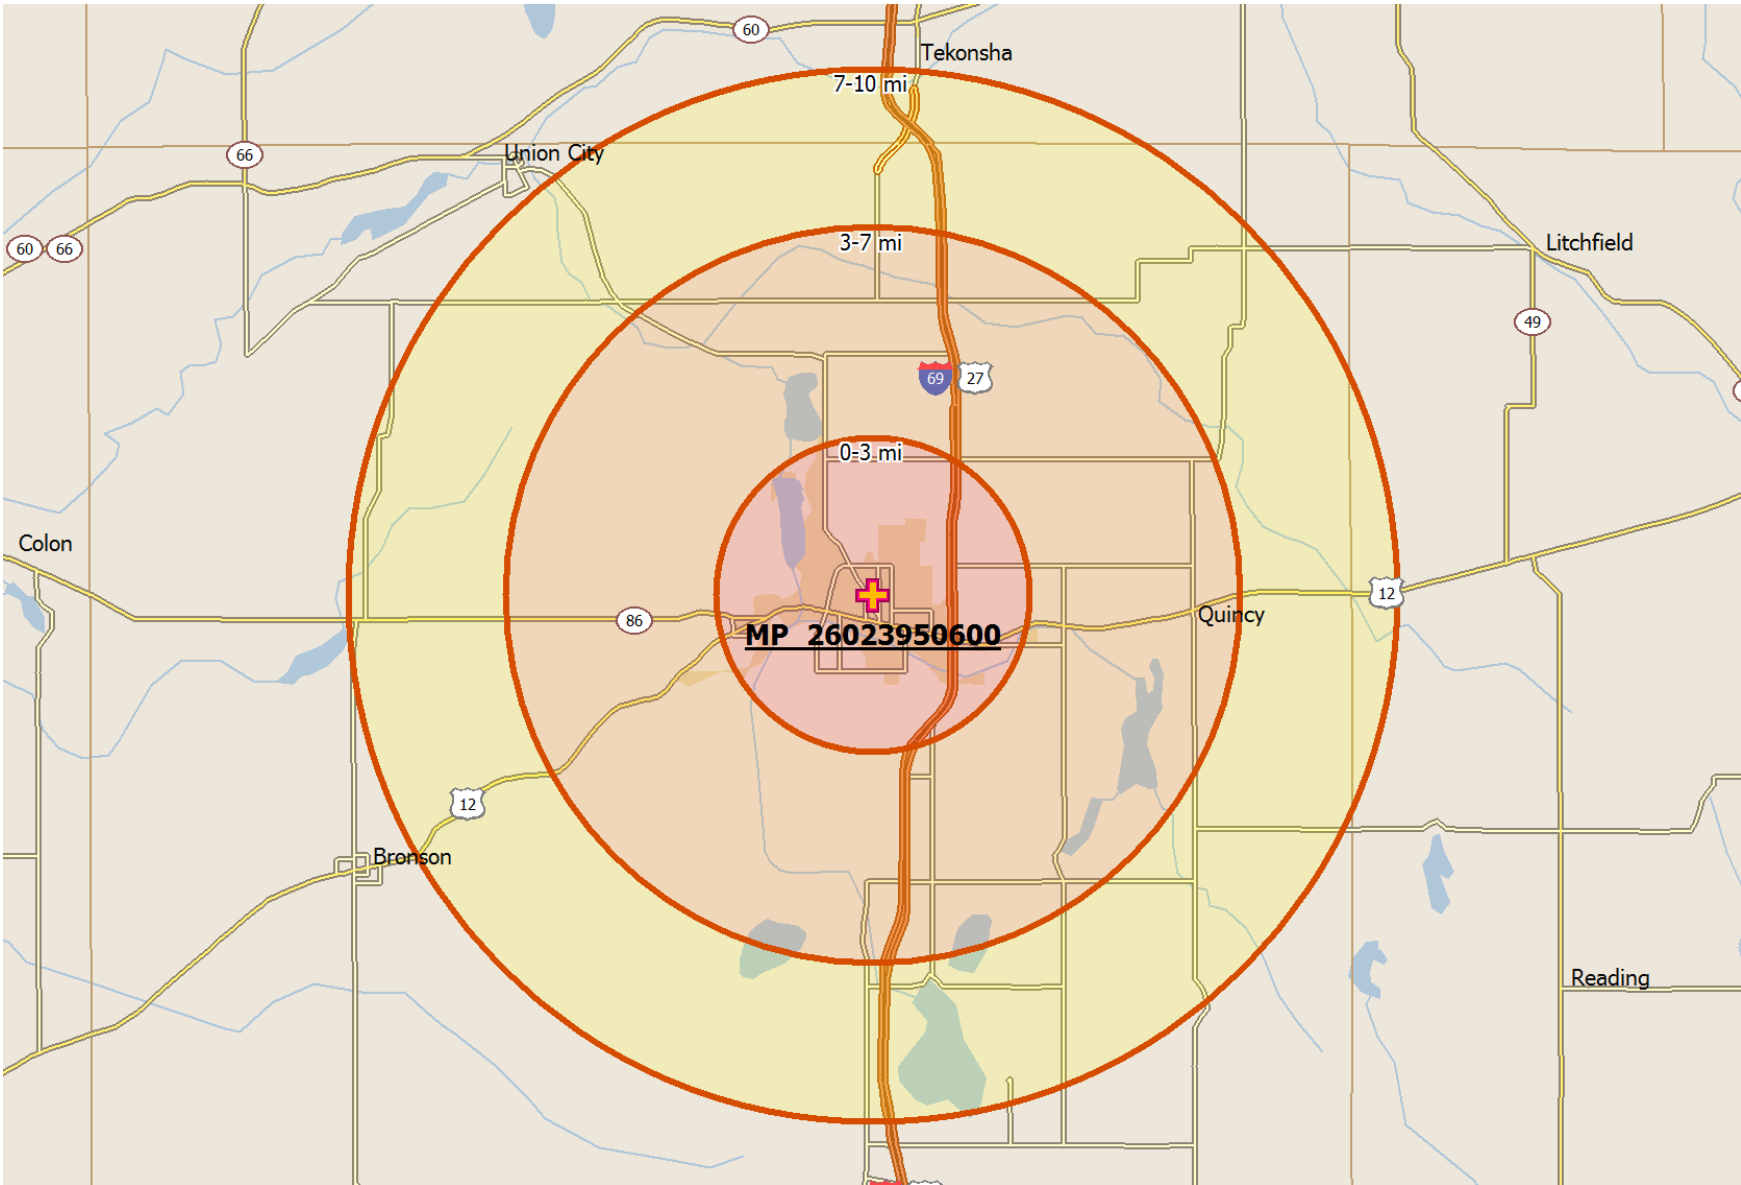 60
Tekonsha
7-10 mi
66
Union City
3-7 mi
60
66
Litchfield
49
69
27
0-3 mi
Colon
12
Quincy
86
MP 26023950600
12
Bronson
Reading